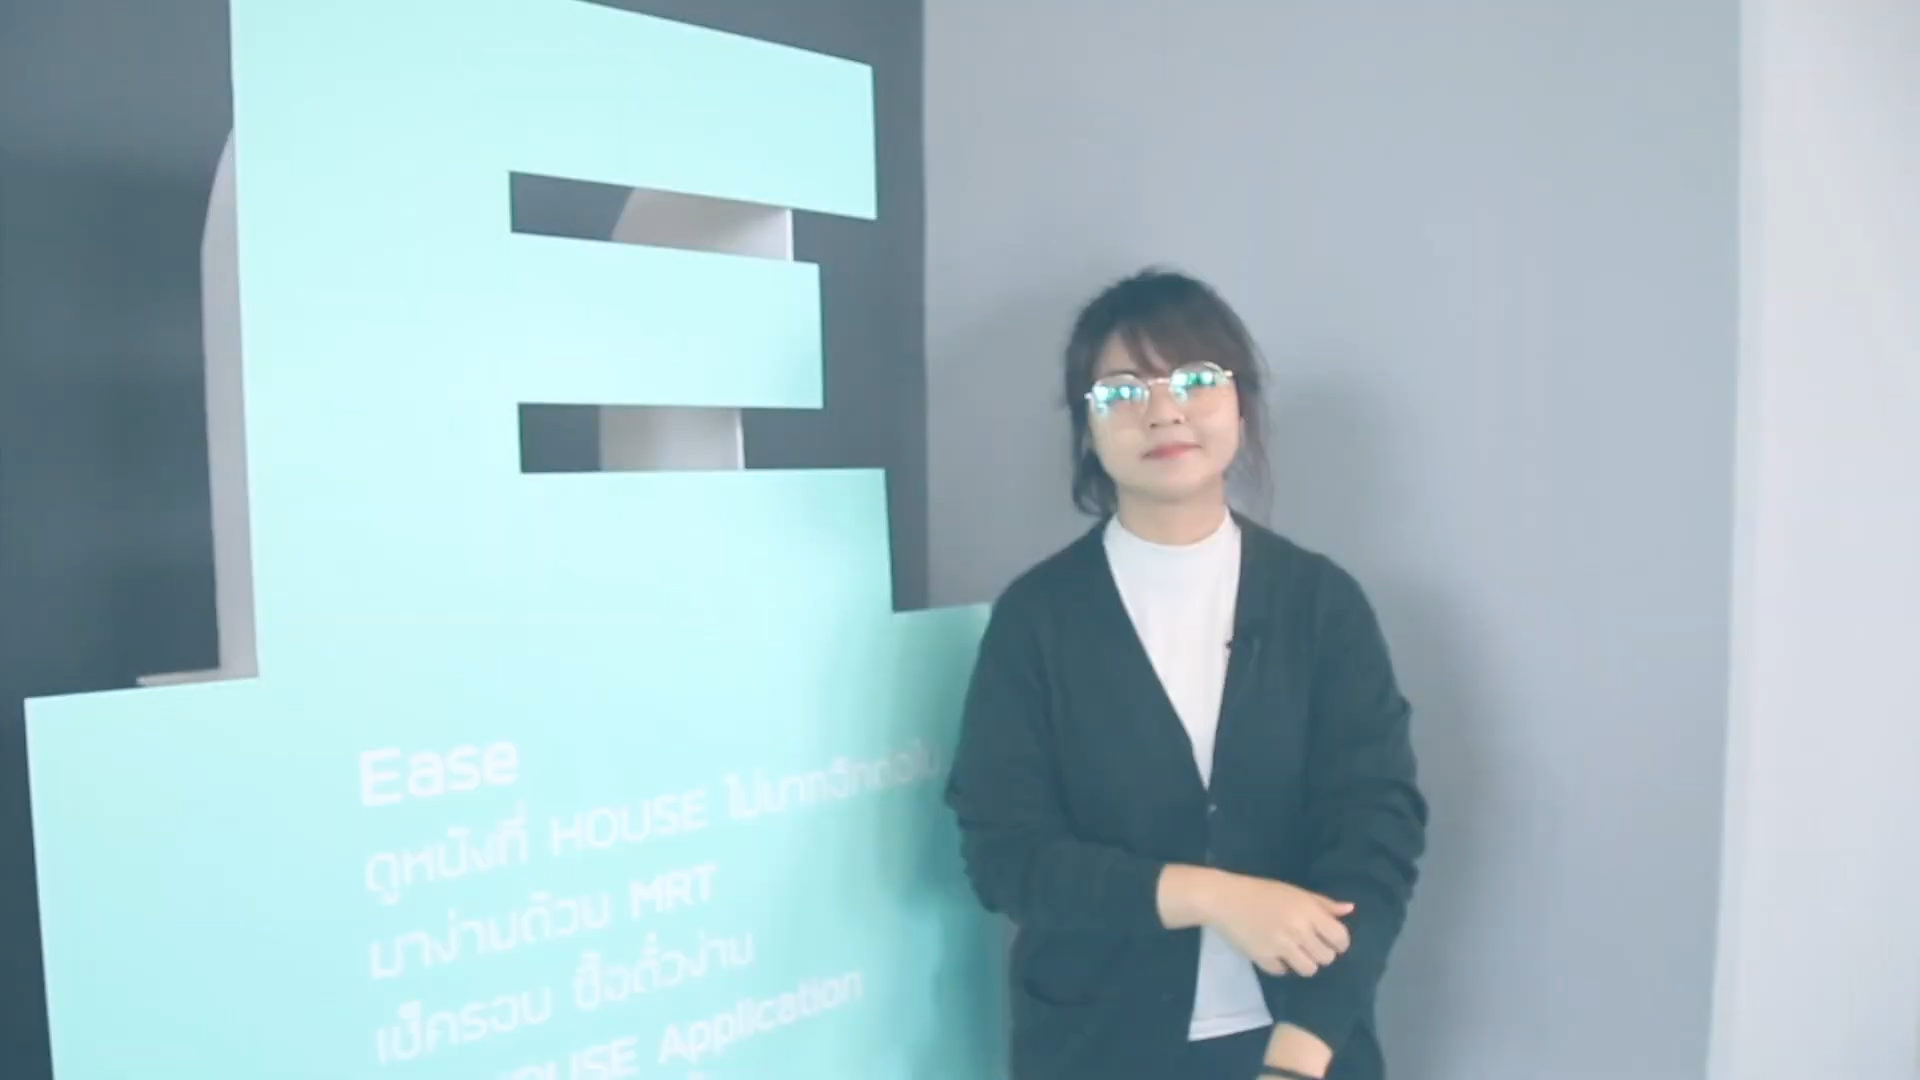 E
Ease
ดูหนังที่ HOUSE ไม่ยากอีกต่อไป
มาง่ายด้วย MRT
เช็ครอบ ซื้อตั๋วง่าย
HOUSE Application